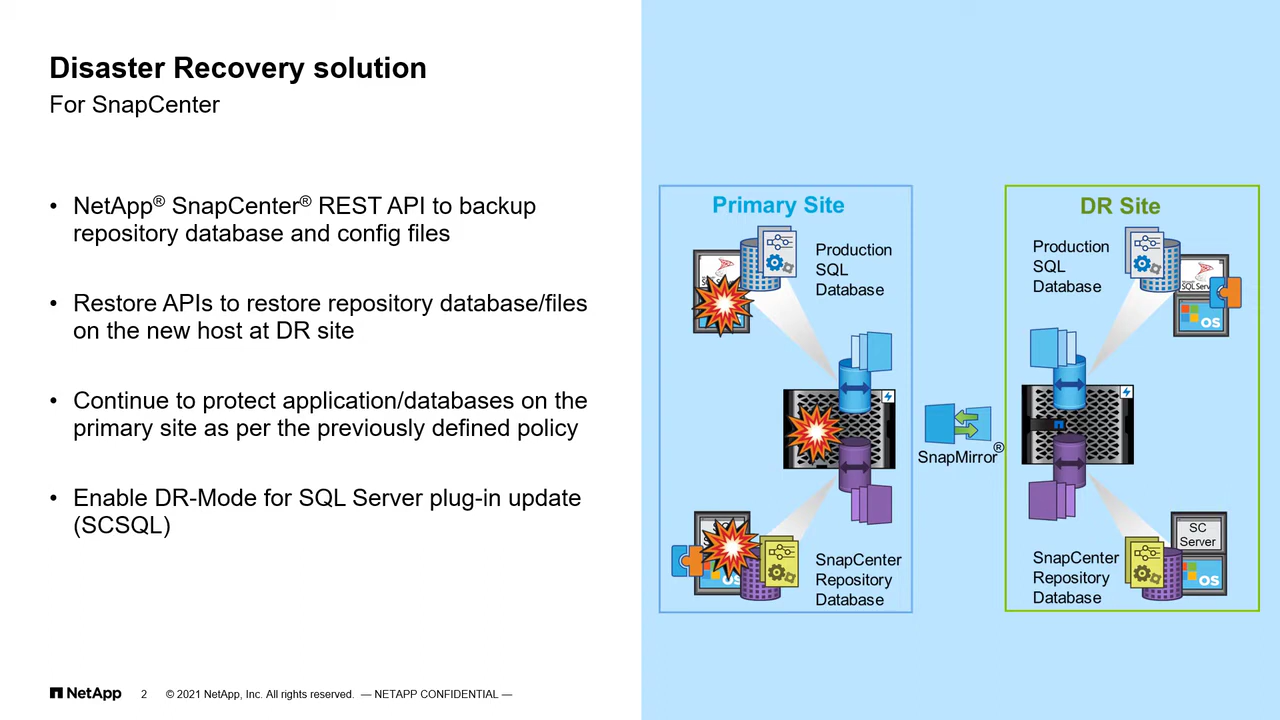 Disaster Recovery solution
For SnapCenter
• NetApp® SnapCenter® REST API to backup
repository database and config files
• Restore APIs to restore repository database/files
on the new host at DR site
• Continue to protect application/databases on the
primary site as per the previously defined policy
• Enable DR-Mode for SQL Server plug-in update
(SCSQL)
Primary Site
Production
SQL
Database
SnapCenter
Repository
Database
OS
SnapMirror®
DR Site
Production
SQL
Database
OS
SnapCenter
Repository
Database
SC
Server
OS
NetApp
2
© 2021 NetApp, Inc. All rights reserved. — NETAPP CONFIDENTIAL —